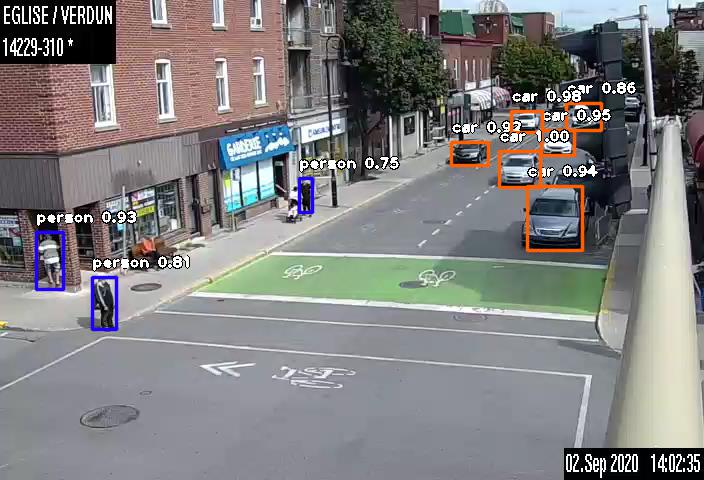 EGLISE / VERDUN
14229-310 *
car 0.98
car 0.86
car 0.92
car 0.95
car 1.00
person 0.75
car 0.94
GARDERIE
person 0.93
person 0.81
02.Sep 2020 14:02:35